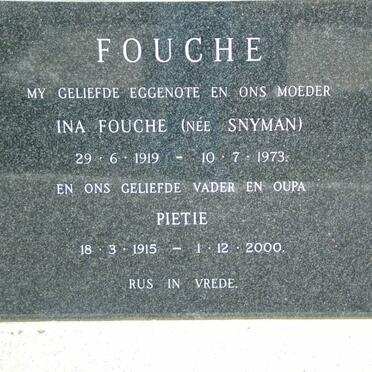 FOUCHE
MY GELIEFDE EGGENOTE EN ONS MOEDER
INA FOUCHE (NÉE SNYMAN)
29 · 6 · 1919 – 10 · 7 · 1973.
EN ONS GELIEFDE VADER EN OUPA
PIETIE
18 · 3 · 1915 – 1 · 12 · 2000.
RUS IN VREDE.